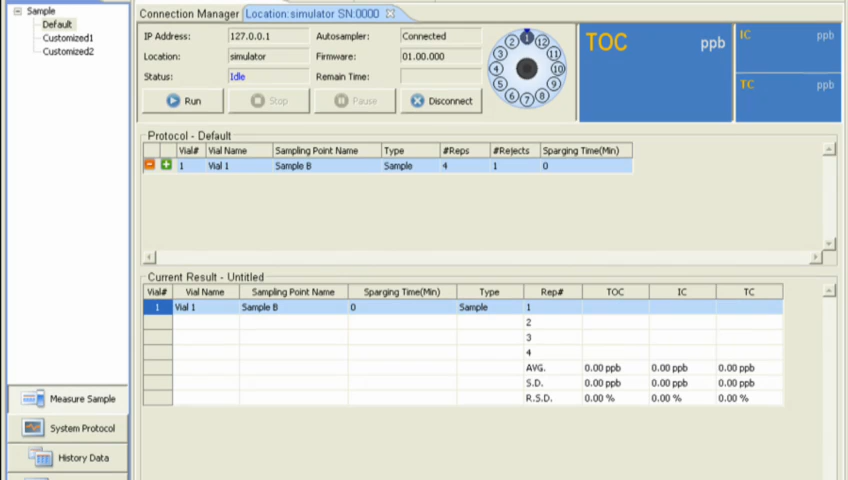 Sample
Default
Customized1
Customized2
Measure Sample
System Protocol
History Data
Connection Manager Location:simulator SN:0000
IP Address: 127.0.0.1 Autosampler: Connected
Location: simulator Firmware: 01.00.000
Status: Idle Remain Time:
Run Stop Pause Disconnect
1 2 3 4 5 6 7 8 9 10 11 12
TOC ppb
IC ppb
TC ppb
Protocol - Default
Vial# Vial Name Sampling Point Name Type #Reps #Rejects Sparging Time(Min)
1 Vial 1 Sample B Sample 4 1 0
Current Result - Untitled
Vial# Vial Name Sampling Point Name Sparging Time(Min) Type Rep# TOC IC TC
1 Vial 1 Sample B 0 Sample 1
2
3
4
AVG. 0.00 ppb 0.00 ppb 0.00 ppb
S.D. 0.00 ppb 0.00 ppb 0.00 ppb
R.S.D. 0.00 % 0.00 % 0.00 %